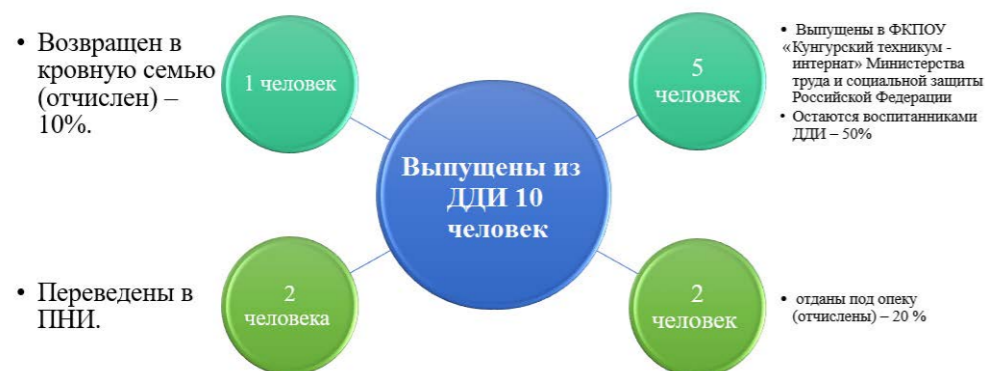 • Возвращен в
кровную семью
(отчислен) –
10%.
1 человек
5
человек
• Выпущены в ФКПОУ
«Кунгурский техникум -
интернат» Министерства
труда и социальной защиты
Российской Федерации
• Остаются воспитанниками
ДДИ – 50%
Выпущены из
ДДИ 10
человек
• Переведены в
ПНИ.
2
человека
2
человек
• отданы под опеку
(отчислены) – 20 %